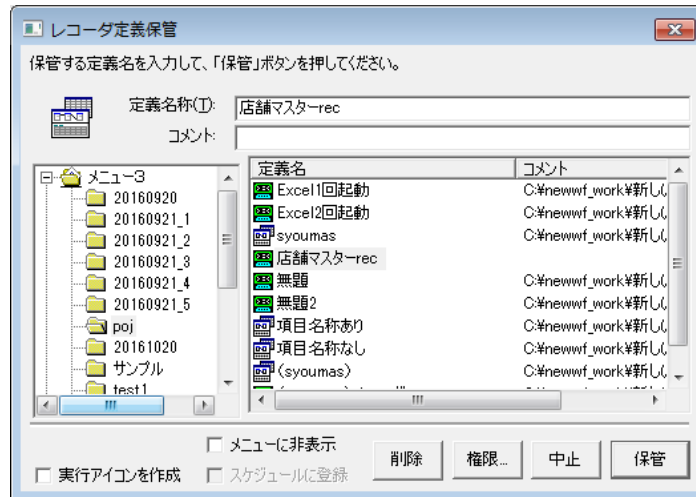 レコーダ定義保管
保管する定義名を入力して、「保管」ボタンを押してください。
定義名称(T): 店舗マスターrec
コメント:
メニュー3
20160920
20160921_1
20160921_2
20160921_3
20160921_4
20160921_5
poj
20161020
サンプル
test1
定義名 コメント
Excel1回起動 C:¥newwf_work¥新し
Excel2回起動 C:¥newwf_work¥新し
syoumas C:¥newwf_work¥新し
店舗マスターrec
無題 C:¥newwf_work¥新し
無題2 C:¥newwf_work¥新し
項目名称あり C:¥newwf_work¥新し
項目名称なし C:¥newwf_work¥新し
(syoumas) C:¥newwf_work¥新し
メニューに非表示
実行アイコンを作成 スケジュールに登録
削除 権限... 中止 保管